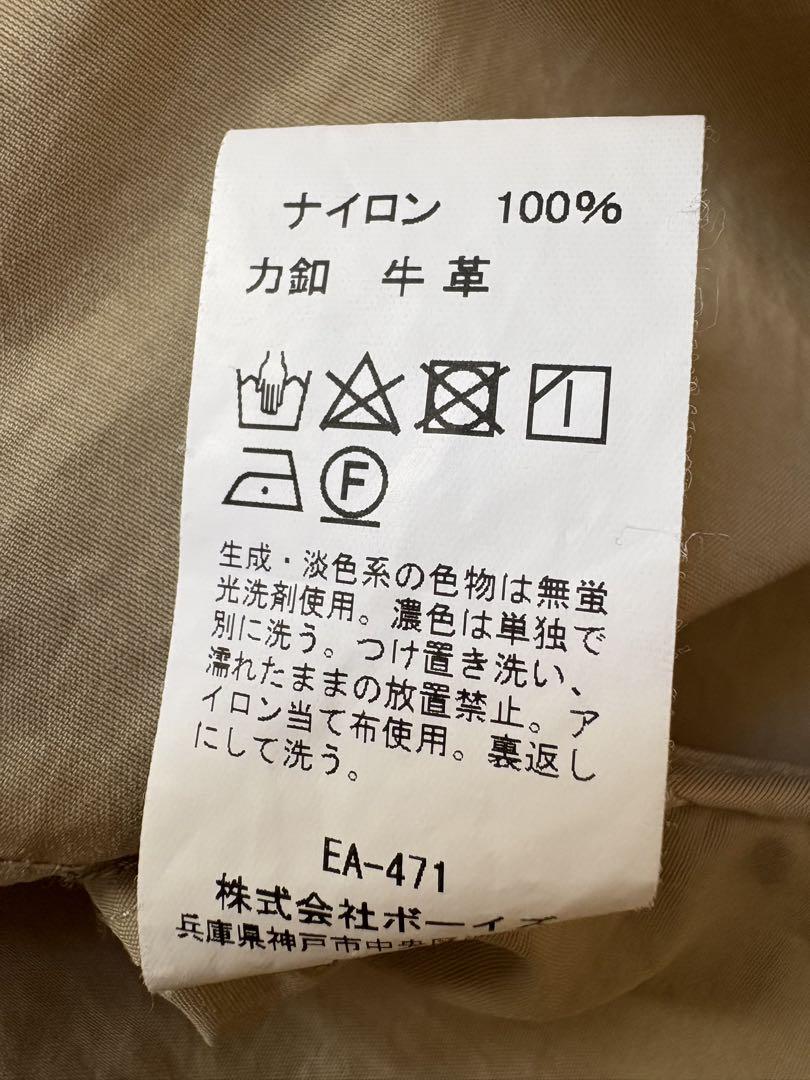 ナイロン 100%
力釦 牛革
F
生成・淡色系の色物は無蛍
光洗剤使用。濃色は単独で
別に洗う。つけ置き洗い、
濡れたままの放置禁止。ア
イロン当て布使用。裏返し
にして洗う。
EA-471
株式会社ボーイズ
兵庫県神戸市中央区